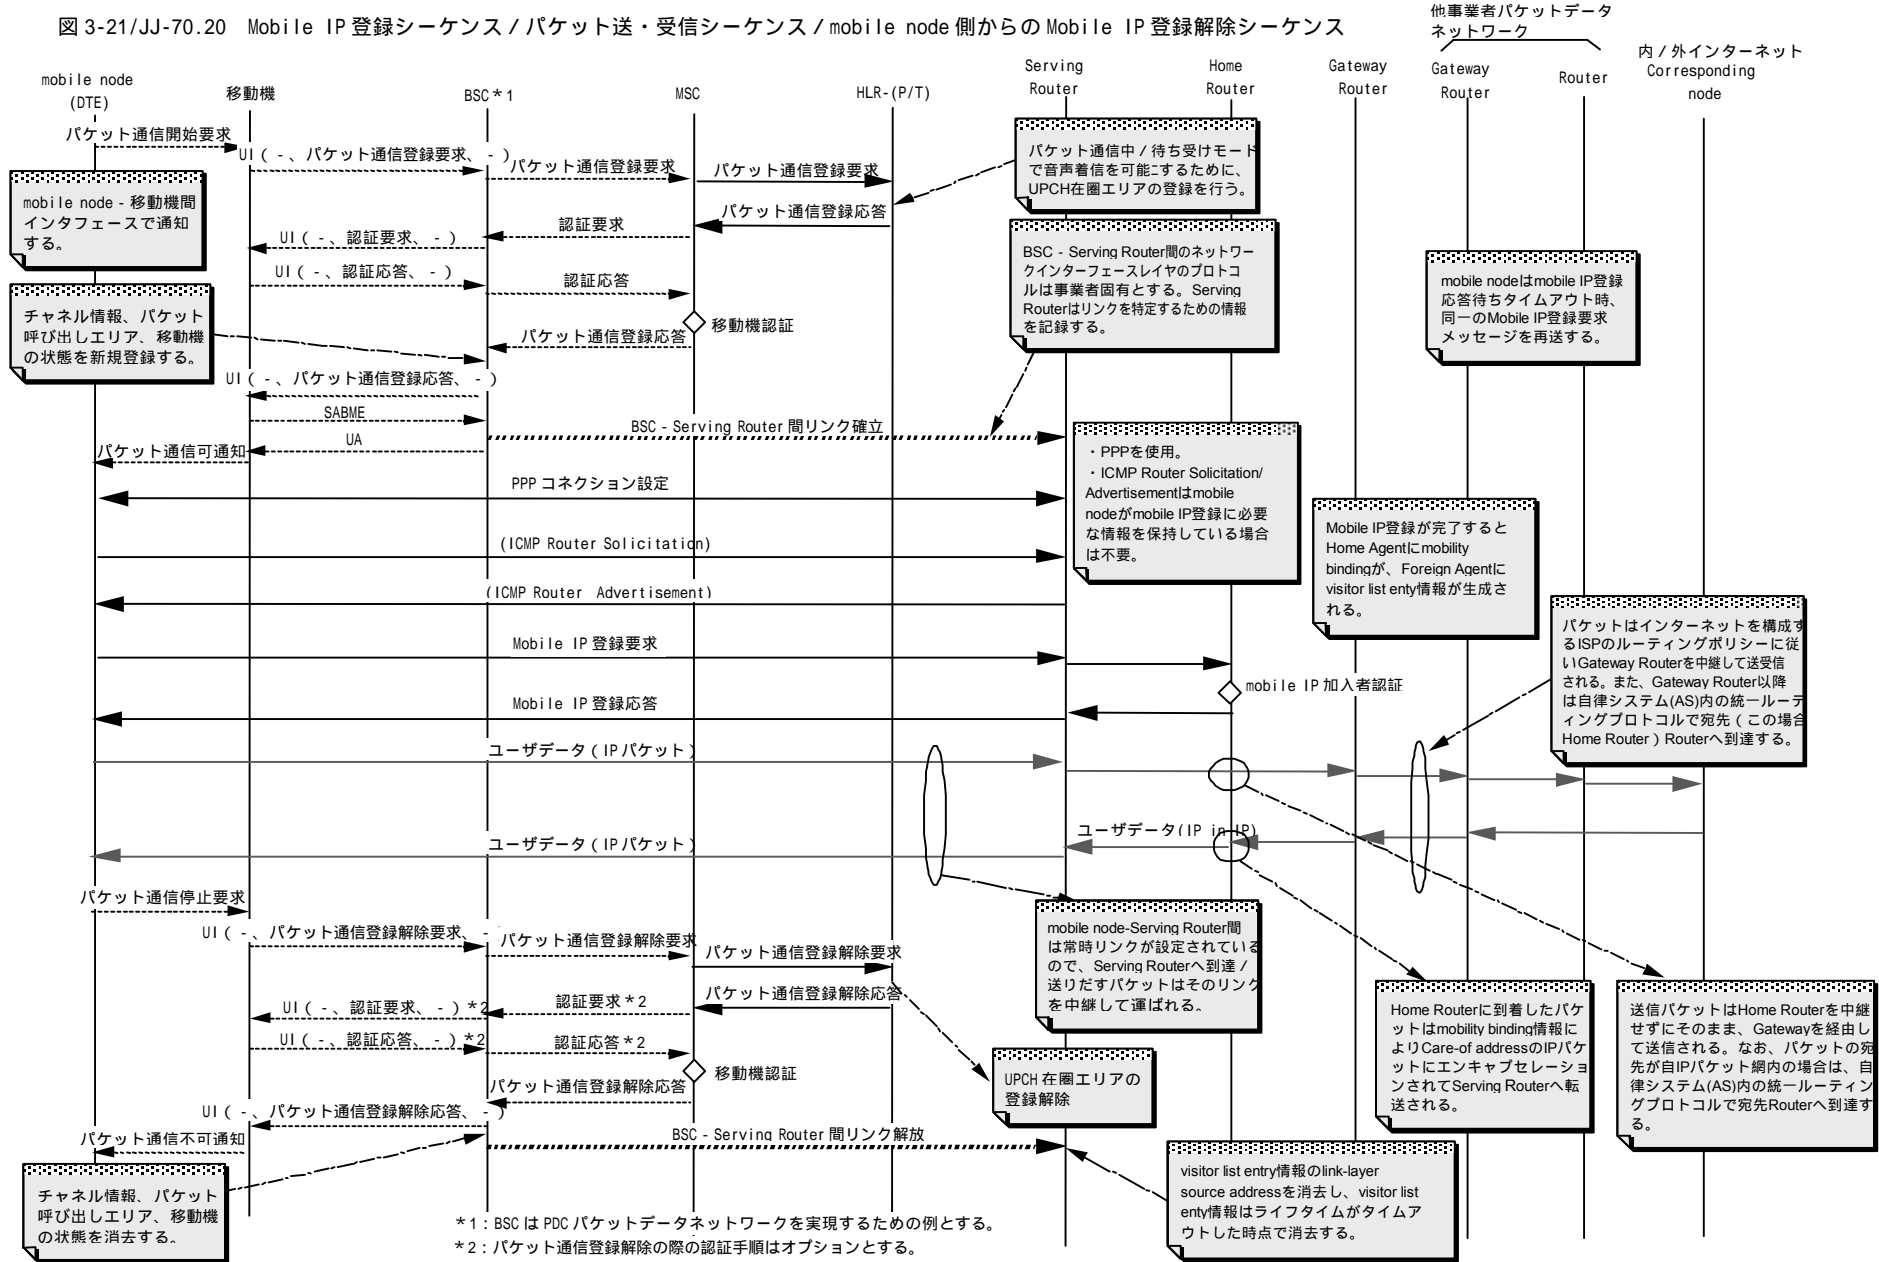 図 3-21/JJ-70.20 Mobile IP 登録シーケンス / パケット送・受信シーケンス / mobile node 側からの Mobile IP 登録解除シーケンス
他事業者パケットデータ
ネットワーク
内 / 外インターネット
mobile node
(DTE)
移動機
BSC*1
MSC
HLR-(P/T)
Serving
Router
Home
Router
Gateway
Router
Gateway
Router
Router
Corresponding
node
パケット通信開始要求
UI ( - 、パケット通信登録要求、 - )
パケット通信登録要求
パケット通信登録要求
パケット通信中 / 待ち受けモード
で音声着信を可能にするために、
UPCH在圏エリアの登録を行う。
mobile node - 移動機間
インタフェースで通知
する。
パケット通信登録応答
認証要求
UI ( - 、認証要求、 - )
BSC - Serving Router間のネットワー
クインターフェースレイヤのプロトコ
ルは事業者固有とする。Serving
Routerはリンクを特定するための情報
を記録する。
mobile nodeはmobile IP登録
応答待ちタイムアウト時、
同一のMobile IP登録要求
メッセージを再送する。
UI ( - 、認証応答、 - )
認証応答
チャネル情報、パケット
呼び出しエリア、移動機
の状態を新規登録する。
移動機認証
パケット通信登録応答
UI ( - 、パケット通信登録応答、 - )
SABME
BSC - Serving Router 間リンク確立
UA
パケット通信可通知
・PPPを使用。
・ICMP Router Solicitation/
Advertisementはmobile
nodeがmobile IP登録に必要
な情報を保持している場合
は不要。
PPP コネクション設定
Mobile IP登録が完了すると
Home Agentにmobility
bindingが、Foreign Agentに
visitor list enty情報が生成さ
れる。
(ICMP Router Solicitation)
(ICMP Router Advertisement)
パケットはインターネットを構成す
るISPのルーティングポリシーに従
いGateway Routerを中継して送受信
される。また、Gateway Router以降
は自律システム(AS)内の統一ルーテ
ィングプロトコルで宛先 ( この場合
Home Router ) Routerへ到達する。
Mobile IP 登録要求
mobile IP 加入者認証
Mobile IP 登録応答
ユーザデータ ( IP パケット )
ユーザデータ(IP in IP)
ユーザデータ ( IP パケット )
パケット通信停止要求
UI ( - 、パケット通信登録解除要求、 -
パケット通信登録解除要求
パケット通信登録解除要求
mobile node-Serving Router間
は常時リンクが設定されている
ので、Serving Routerへ到達 /
送りだすパケットはそのリンク
を中継して運ばれる。
パケット通信登録解除応答
認証要求*2
UI ( - 、認証要求、 - ) *2
UI ( - 、認証応答、 - ) *2
認証応答*2
Home Routerに到着したパケ
ットはmobility binding情報に
よりCare-of addressのIPパケ
ットにエンキャプセレーショ
ンされてServing Routerへ転
送される。
送信パケットはHome Routerを中継
せずにそのまま、Gatewayを経由し
て送信される。なお、パケットの宛
先が自IPパケット網内の場合は、自
律システム(AS)内の統一ルーティン
グプロトコルで宛先Routerへ到達す
る。
移動機認証
UPCH 在圏エリアの
登録解除
パケット通信登録解除応答
UI ( - 、パケット通信登録解除応答、 - )
BSC - Serving Router 間リンク解放
パケット通信不可通知
チャネル情報、パケット
呼び出しエリア、移動機
の状態を消去する。
visitor list entry情報のlink-layer
source addressを消去し、visitor list
enty情報はライフタイムがタイムア
ウトした時点で消去する。
*1 : BSC は PDC パケットデータネットワークを実現するための例とする。
*2 : パケット通信登録解除の際の認証手順はオプションとする。